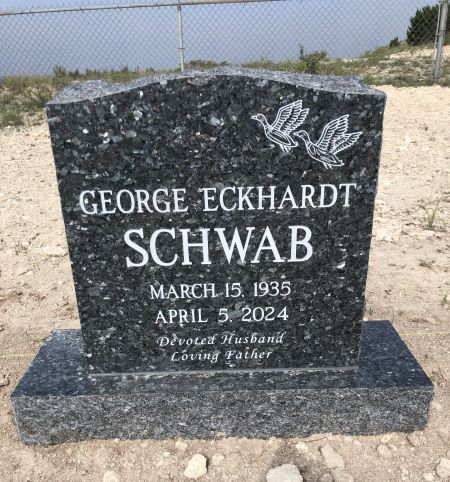 GEORGE ECKHARDT
SCHWAB
MARCH 15, 1935
APRIL 5, 2024
Devoted Husband
Loving Father